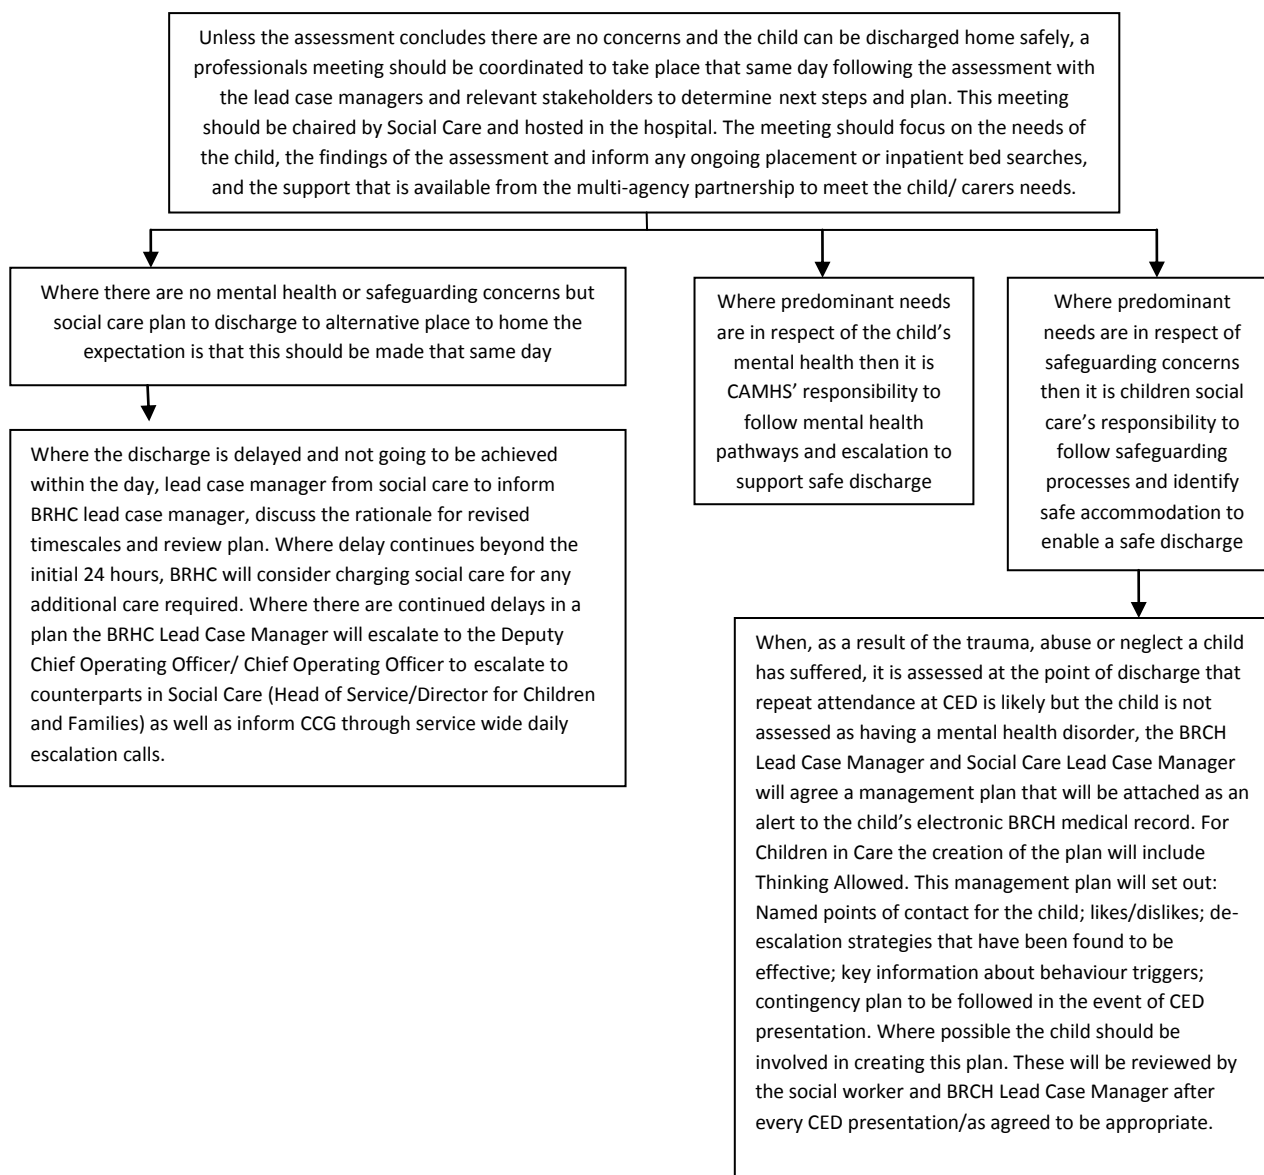 Unless the assessment concludes there are no concerns and the child can be discharged home safely, a
professionals meeting should be coordinated to take place that same day following the assessment with
the lead case managers and relevant stakeholders to determine next steps and plan. This meeting
should be chaired by Social Care and hosted in the hospital. The meeting should focus on the needs of
the child, the findings of the assessment and inform any ongoing placement or inpatient bed searches,
and the support that is available from the multi-agency partnership to meet the child/ carers needs.
Where there are no mental health or safeguarding concerns but
social care plan to discharge to alternative place to home the
expectation is that this should be made that same day
Where the discharge is delayed and not going to be achieved
within the day, lead case manager from social care to inform
BRHC lead case manager, discuss the rationale for revised
timescales and review plan. Where delay continues beyond the
initial 24 hours, BRHC will consider charging social care for any
additional care required. Where there are continued delays in a
plan the BRHC Lead Case Manager will escalate to the Deputy
Chief Operating Officer/ Chief Operating Officer to escalate to
counterparts in Social Care (Head of Service/Director for Children
and Families) as well as inform CCG through service wide daily
escalation calls.
Where predominant needs
are in respect of the child’s
mental health then it is
CAMHS’ responsibility to
follow mental health
pathways and escalation to
support safe discharge
Where predominant
needs are in respect of
safeguarding concerns
then it is children social
care’s responsibility to
follow safeguarding
processes and identify
safe accommodation to
enable a safe discharge
When, as a result of the trauma, abuse or neglect a child
has suffered, it is assessed at the point of discharge that
repeat attendance at CED is likely but the child is not
assessed as having a mental health disorder, the BRCH
Lead Case Manager and Social Care Lead Case Manager
will agree a management plan that will be attached as an
alert to the child’s electronic BRCH medical record. For
Children in Care the creation of the plan will include
Thinking Allowed. This management plan will set out:
Named points of contact for the child; likes/dislikes; de-
escalation strategies that have been found to be
effective; key information about behaviour triggers;
contingency plan to be followed in the event of CED
presentation. Where possible the child should be
involved in creating this plan. These will be reviewed by
the social worker and BRCH Lead Case Manager after
every CED presentation/as agreed to be appropriate.